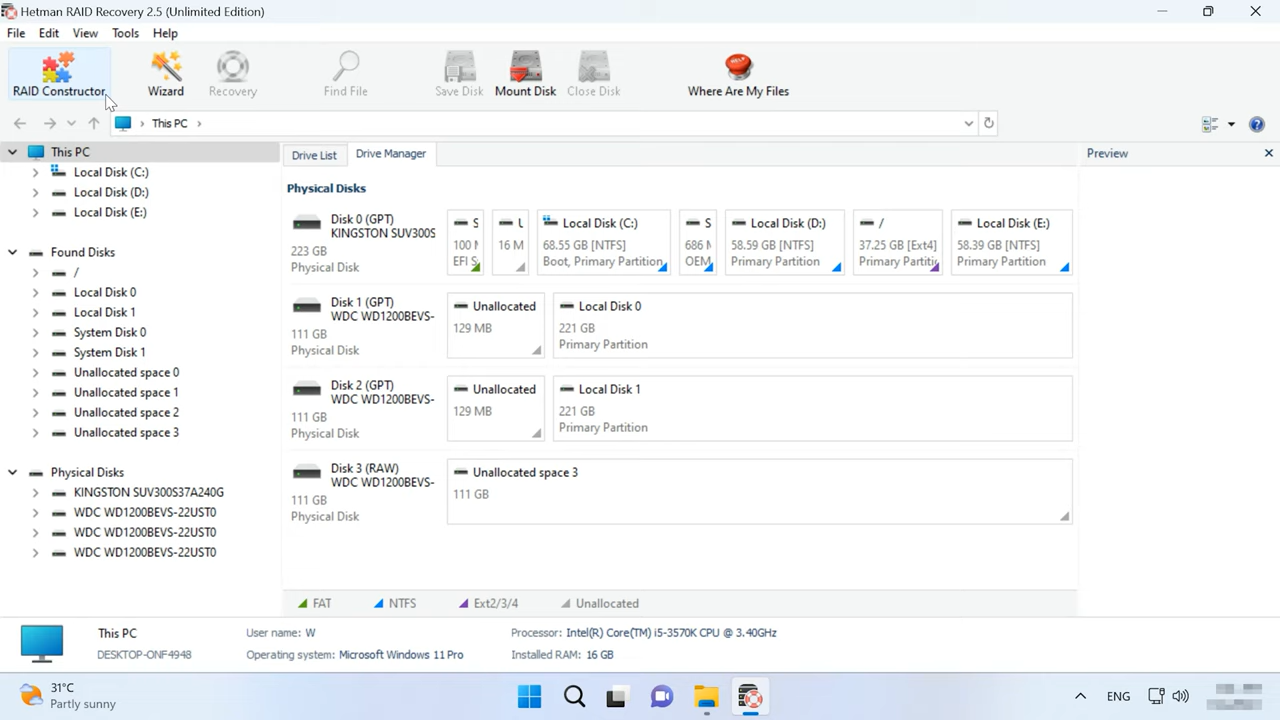 Hetman RAID Recovery 2.5 (Unlimited Edition)
File Edit View Tools Help
RAID Constructor Wizard Recovery Find File Save Disk Mount Disk Close Disk Where Are My Files
This PC
This PC
Local Disk (C:)
Local Disk (D:)
Local Disk (E:)
Found Disks
/
Local Disk 0
Local Disk 1
System Disk 0
System Disk 1
Unallocated space 0
Unallocated space 1
Unallocated space 2
Unallocated space 3
Physical Disks
KINGSTON SUV300S37A240G
WDC WD1200BEVS-22UST0
WDC WD1200BEVS-22UST0
WDC WD1200BEVS-22UST0
Drive List Drive Manager
Physical Disks
Disk 0 (GPT)
KINGSTON SUV300S
223 GB
Physical Disk
S
100 M
EFI S
U
16 M
Local Disk (C:)
68.55 GB [NTFS]
Boot, Primary Partition
S
686 M
OEM
Local Disk (D:)
58.59 GB [NTFS]
Primary Partition
/
37.25 GB [Ext4]
Primary Partitic
Local Disk (E:)
58.39 GB [NTFS]
Primary Partition
Disk 1 (GPT)
WDC WD1200BEVS-
111 GB
Physical Disk
Unallocated
129 MB
Local Disk 0
221 GB
Primary Partition
Disk 2 (GPT)
WDC WD1200BEVS-
111 GB
Physical Disk
Unallocated
129 MB
Local Disk 1
221 GB
Primary Partition
Disk 3 (RAW)
WDC WD1200BEVS-
111 GB
Physical Disk
Unallocated space 3
111 GB
FAT NTFS Ext2/3/4 Unallocated
Preview
This PC
DESKTOP-ONF4948
User name: W
Operating system: Microsoft Windows 11 Pro
Processor: Intel(R) Core(TM) i5-3570K CPU @ 3.40GHz
Installed RAM: 16 GB
31°C
Partly sunny
ENG